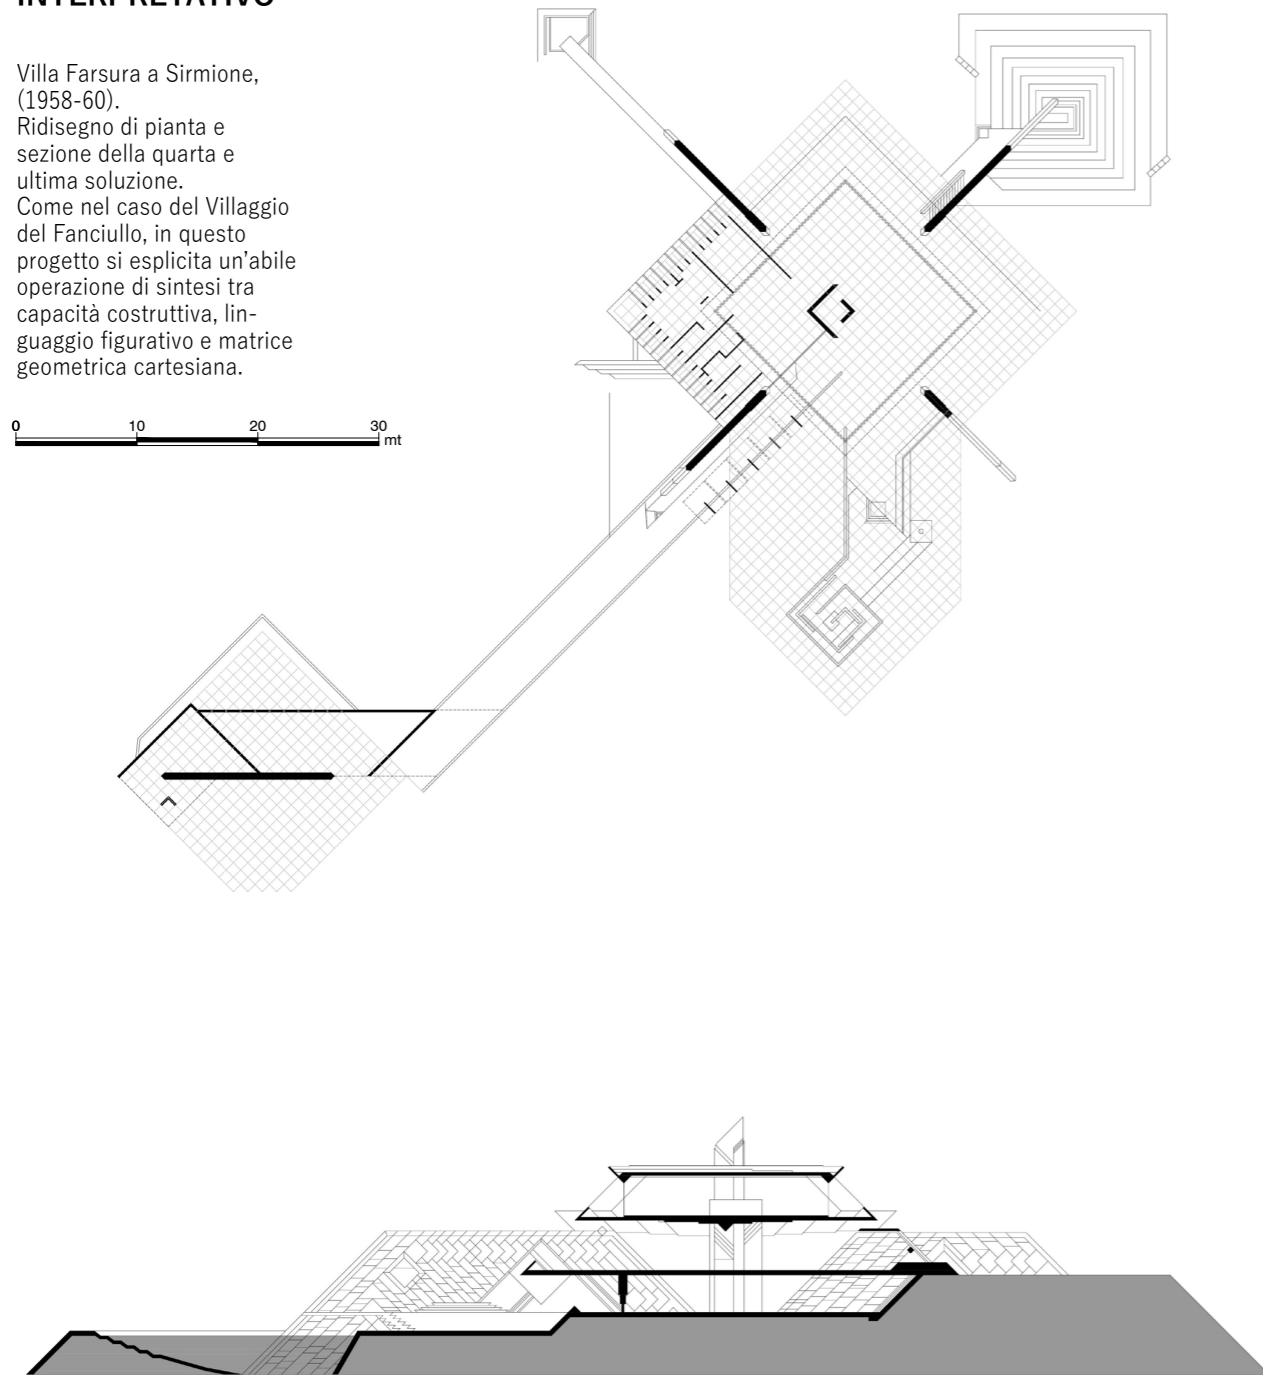 INTERPRETATIVO
Villa Farsura a Sirmione,
(1958-60).
Ridisegno di pianta e
sezione della quarta e
ultima soluzione.
Come nel caso del Villaggio
del Fanciullo, in questo
progetto si esplicita un'abile
operazione di sintesi tra
capacità costruttiva, lin-
guaggio figurativo e matrice
geometrica cartesiana.
0 10 20 30
mt